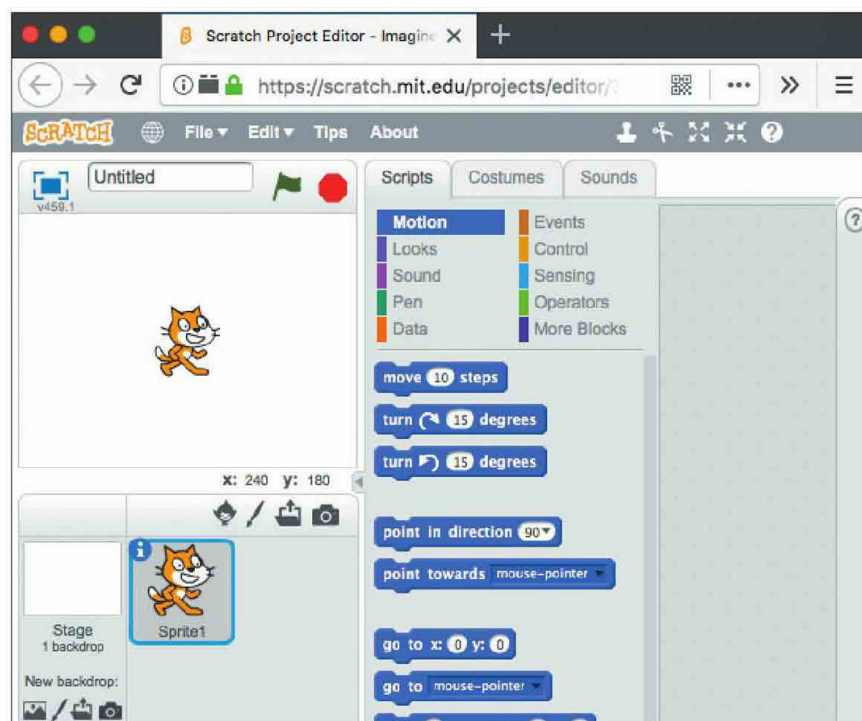 Scratch Project Editor - Imagine
https://scratch.mit.edu/projects/editor/?
SCRATCH File Edit Tips About
Untitled
v459.1
Scripts Costumes Sounds
Motion Events
Looks Control
Sound Sensing
Pen Operators
Data More Blocks
move 10 steps
turn 15 degrees
turn 15 degrees
point in direction 90
point towards mouse-pointer
go to x: 0 y: 0
go to mouse-pointer
x: 240 y: 180
Stage
1 backdrop
Sprite1
New backdrop: